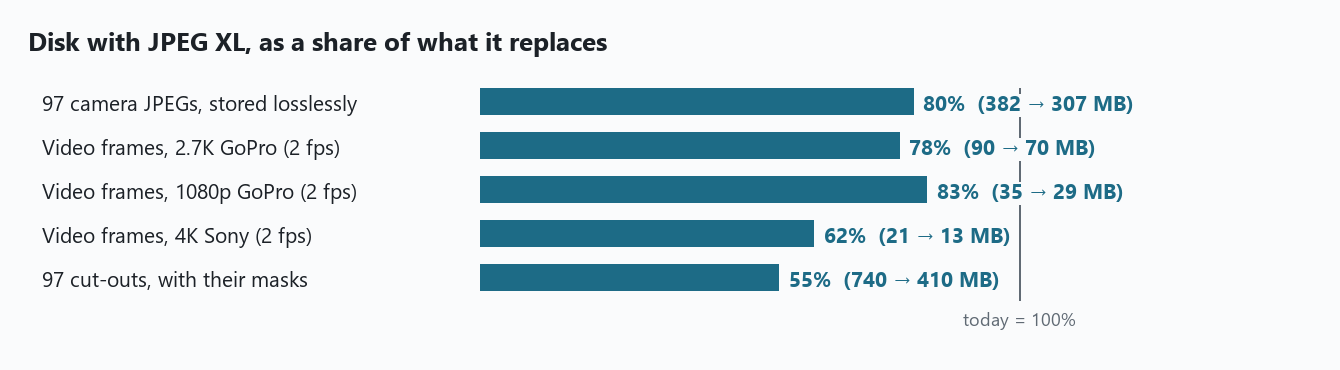 Disk with JPEG XL, as a share of what it replaces
97 camera JPEGs, stored losslessly 80% (382 → 307 MB)
Video frames, 2.7K GoPro (2 fps) 78% (90 → 70 MB)
Video frames, 1080p GoPro (2 fps) 83% (35 → 29 MB)
Video frames, 4K Sony (2 fps) 62% (21 → 13 MB)
97 cut-outs, with their masks 55% (740 → 410 MB)
today = 100%